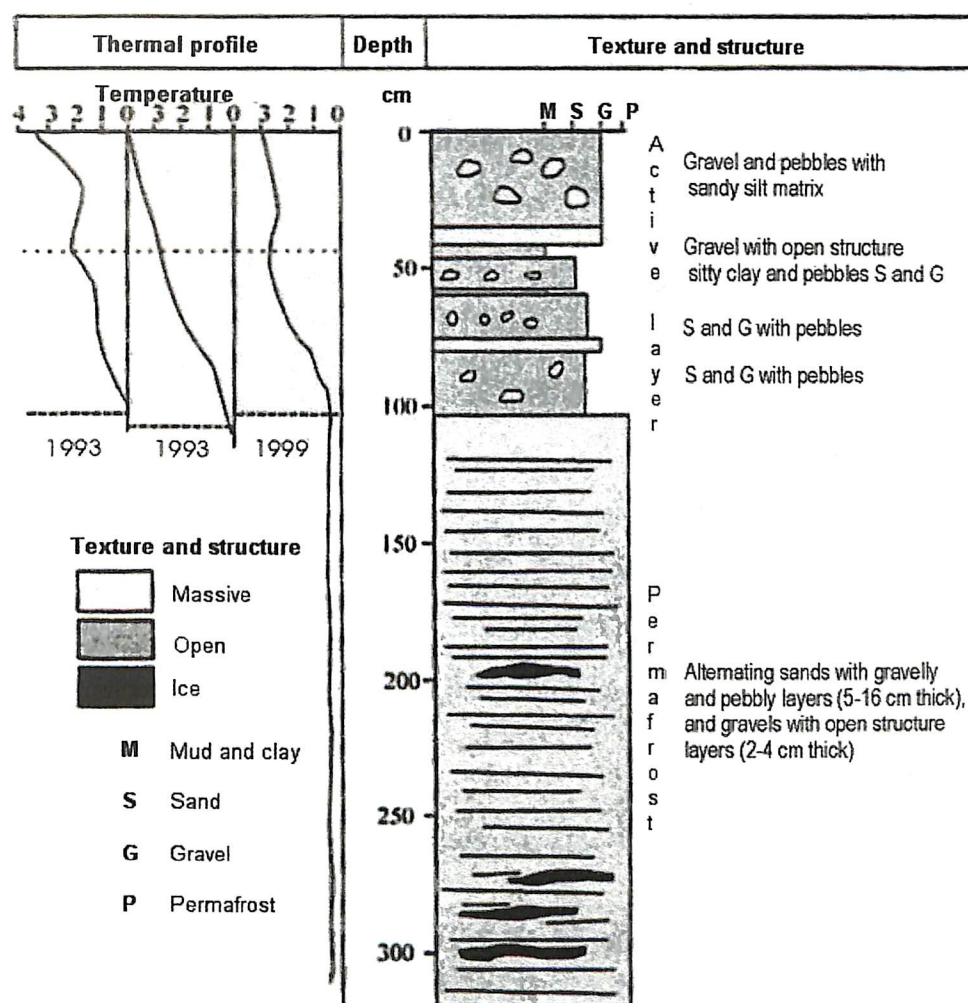 Thermal profile
Depth
Texture and structure
Temperature
4 3 2 1 0 3 2 1 0 3 2 1 0
cm
M S G P
0
50
100
150
200
250
300
1993
1993
1999
Active layer
Gravel and pebbles with
sandy silt matrix
Gravel with open structure
sitty clay and pebbles S and G
S and G with pebbles
S and G with pebbles
Permafrost
Alternating sands with gravelly
and pebbly layers (5-16 cm thick),
and gravels with open structure
layers (2-4 cm thick)
Texture and structure
Massive
Open
Ice
M Mud and clay
S Sand
G Gravel
P Permafrost